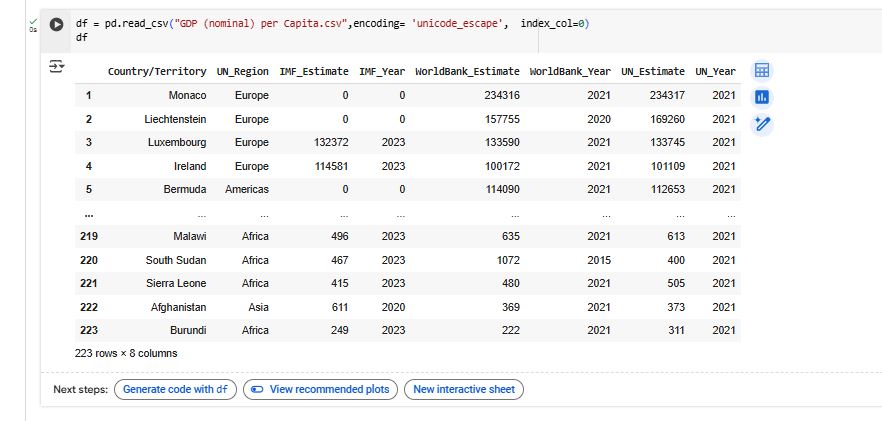 0s
df = pd.read_csv("GDP (nominal) per Capita.csv",encoding= 'unicode_escape',  index_col=0)
df
Country/Territory UN_Region IMF_Estimate IMF_Year WorldBank_Estimate WorldBank_Year UN_Estimate UN_Year
1 Monaco Europe 0 0 234316 2021 234317 2021
2 Liechtenstein Europe 0 0 157755 2020 169260 2021
3 Luxembourg Europe 132372 2023 133590 2021 133745 2021
4 Ireland Europe 114581 2023 100172 2021 101109 2021
5 Bermuda Americas 0 0 114090 2021 112653 2021
... ... ... ... ... ... ... ... ...
219 Malawi Africa 496 2023 635 2021 613 2021
220 South Sudan Africa 467 2023 1072 2015 400 2021
221 Sierra Leone Africa 415 2023 480 2021 505 2021
222 Afghanistan Asia 611 2020 369 2021 373 2021
223 Burundi Africa 249 2023 222 2021 311 2021
223 rows × 8 columns
Next steps: Generate code with df View recommended plots New interactive sheet